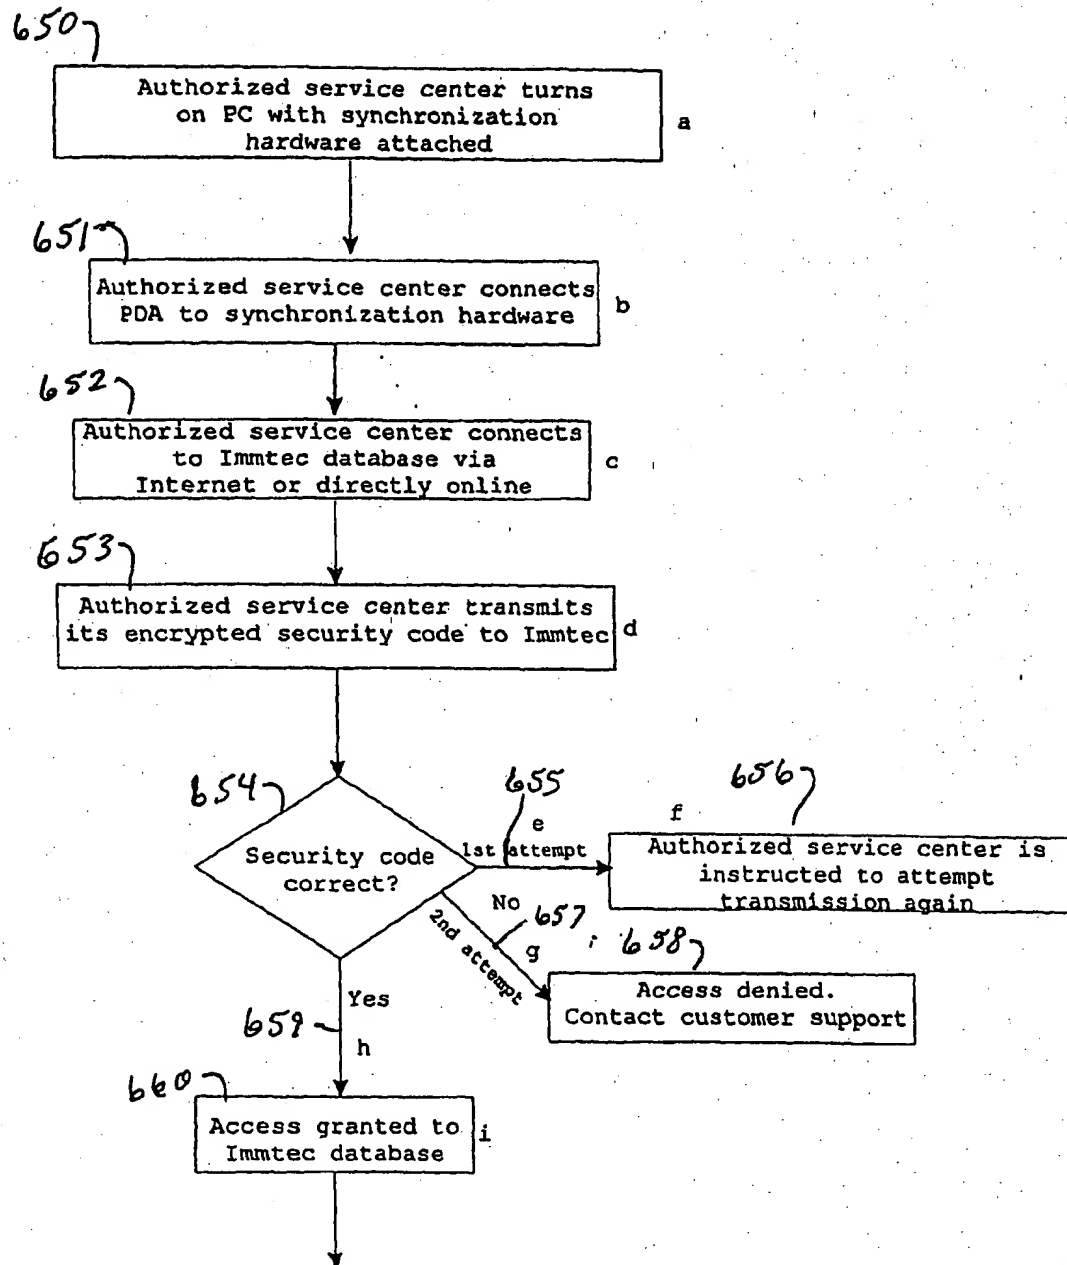 650
Authorized service center turns
on PC with synchronization
hardware attached
a
651
Authorized service center connects
PDA to synchronization hardware
b
652
Authorized service center connects
to Immtec database via
Internet or directly online
c
653
Authorized service center transmits
its encrypted security code to Immtec
d
654
Security code
correct?
655
e
1st attempt
656
f
Authorized service center is
instructed to attempt
transmission again
No
657
g
2nd attempt
658
Access denied.
Contact customer support
Yes
659
h
660
Access granted to
Immtec database
i